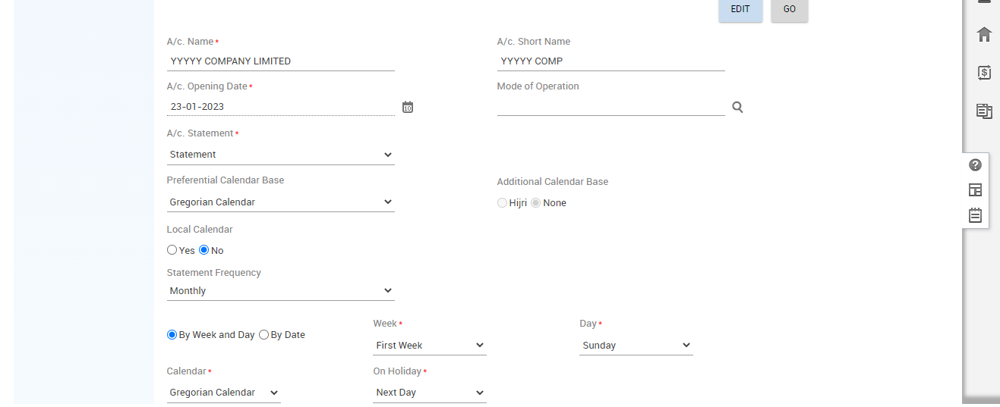 EDIT GO
A/c. Name* A/c. Short Name
YYYYY COMPANY LIMITED YYYYY COMP
A/c. Opening Date* Mode of Operation
23-01-2023 10
A/c. Statement*
Statement
Preferential Calendar Base Additional Calendar Base
Gregorian Calendar Hijri None
Local Calendar
Yes No
Statement Frequency
Monthly
Week* Day*
By Week and Day By Date First Week Sunday
Calendar* On Holiday*
Gregorian Calendar Next Day